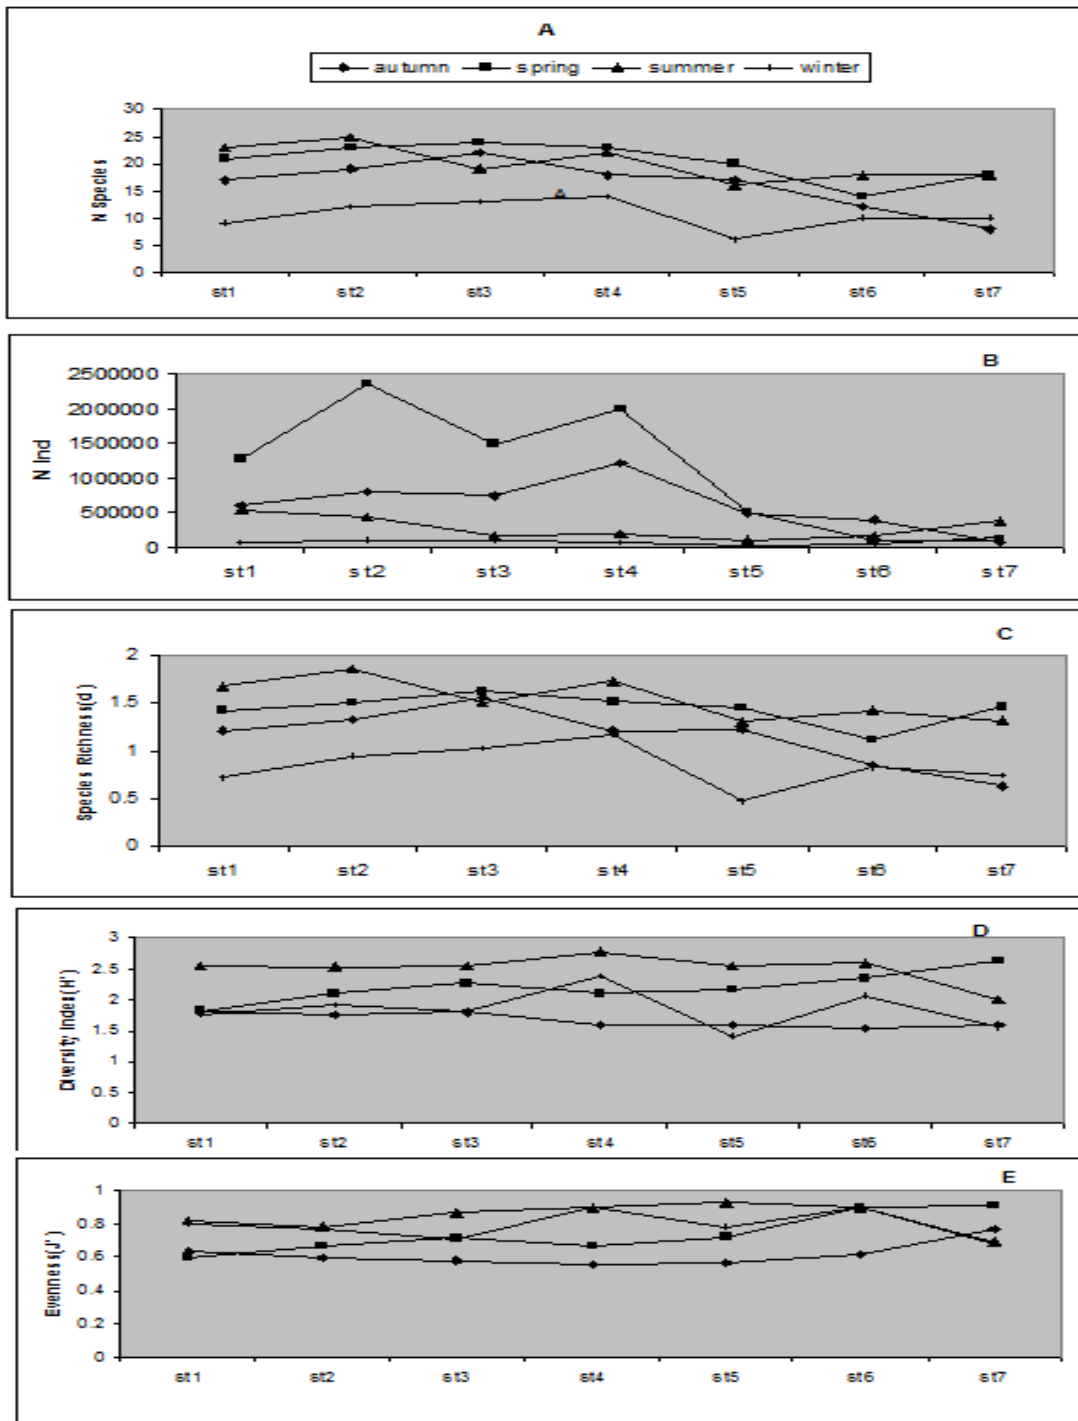 A
autumn spring summer winter
30
25
20
15
10
5
0
N Species
A
st1 st2 st3 st4 st5 st6 st7
B
2500000
2000000
1500000
1000000
500000
0
N Ind
st1 st2 st3 st4 st5 st6 st7
C
2
1.5
1
0.5
0
Species Richness(d)
st1 st2 st3 st4 st5 st6 st7
D
3
2.5
2
1.5
1
0.5
0
Diversity Index(H')
st1 st2 st3 st4 st5 st6 st7
E
1
0.8
0.6
0.4
0.2
0
Evenness(J')
st1 st2 st3 st4 st5 st6 st7